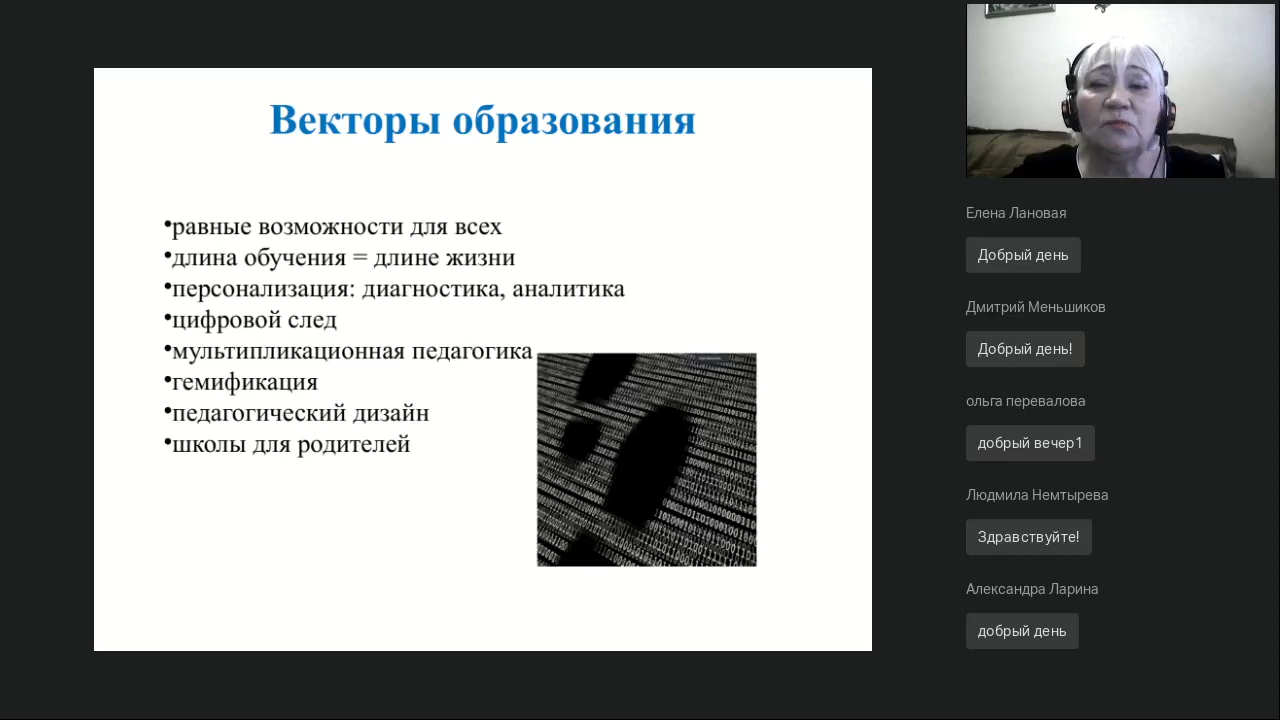 Векторы образования
•равные возможности для всех
•длина обучения = длине жизни
•персонализация: диагностика, аналитика
•цифровой след
•мультипликационная педагогика
•гемификация
•педагогический дизайн
•школы для родителей
Елена Лановая
Добрый день
Дмитрий Меньшиков
Добрый день!
ольга перевалова
добрый вечер1
Людмила Немтырева
Здравствуйте!
Александра Ларина
добрый день